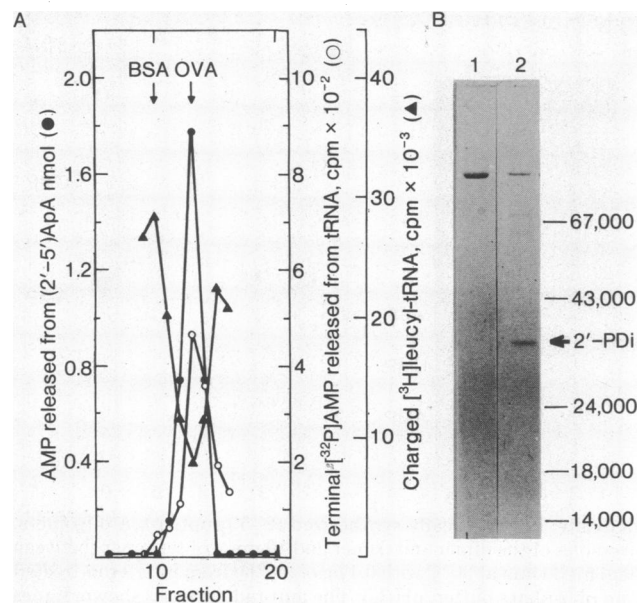 A
B
BSA OVA
AMP released from (2′–5′)ApA nmol (●)
2.0
1.6
1.2
0.8
0.4
10
20
Fraction
Terminal [³²P]AMP released from tRNA, cpm × 10⁻² (○)
10
8
6
4
2
Charged [³H]leucyl-tRNA, cpm × 10⁻³ (▲)
40
30
20
10
1 2
67,000
43,000
2′–PDi
24,000
18,000
14,000